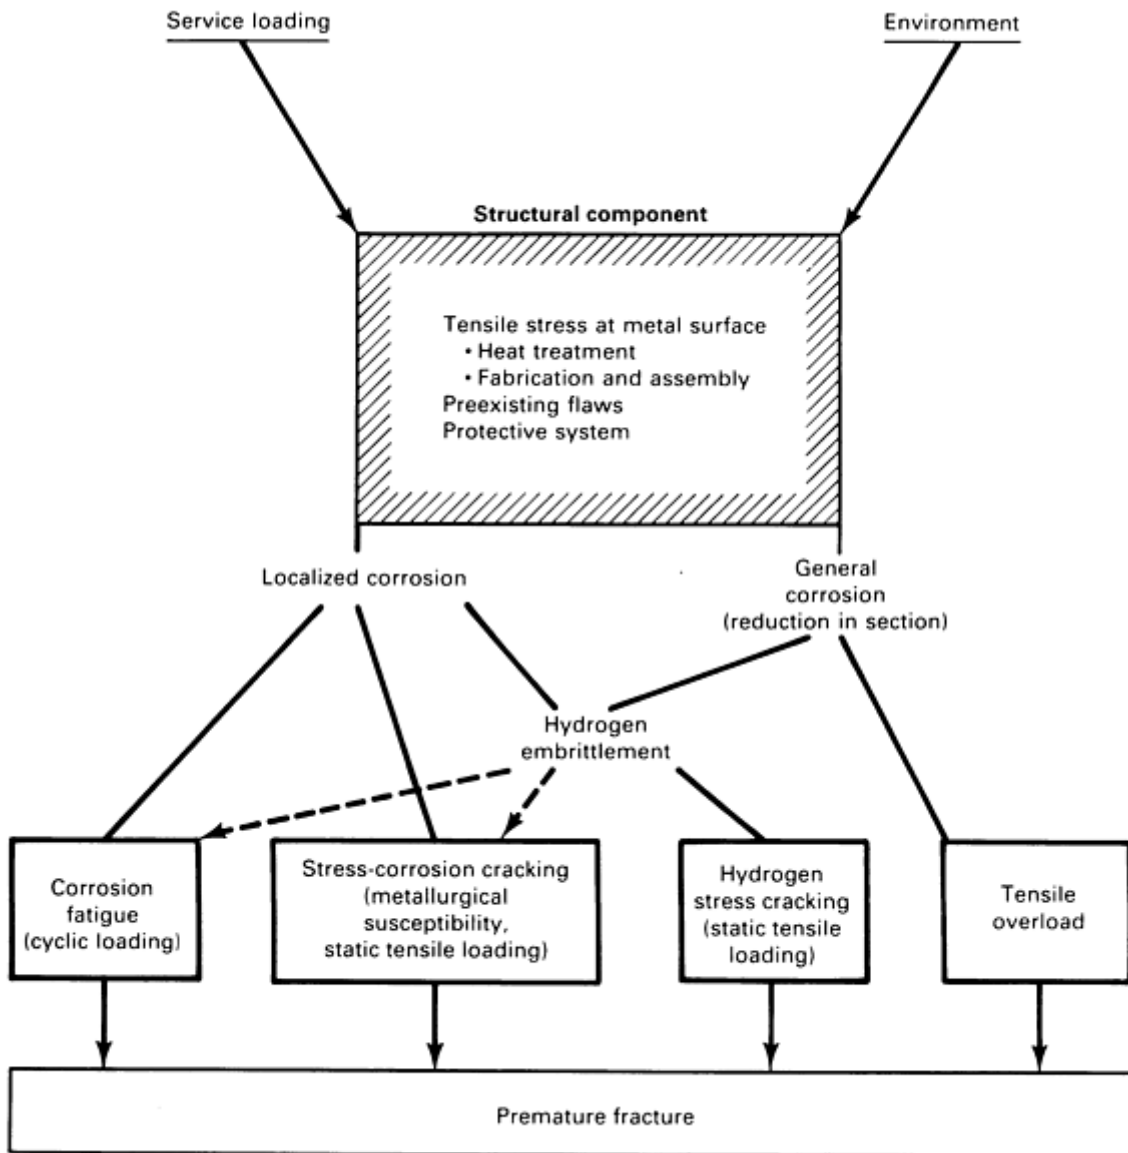 Service loading
Environment
Structural component
Tensile stress at metal surface
• Heat treatment
• Fabrication and assembly
Preexisting flaws
Protective system
Localized corrosion
General
corrosion
(reduction in section)
Hydrogen
embrittlement
Corrosion
fatigue
(cyclic loading)
Stress-corrosion cracking
(metallurgical
susceptibility,
static tensile loading)
Hydrogen
stress cracking
(static tensile
loading)
Tensile
overload
Premature fracture